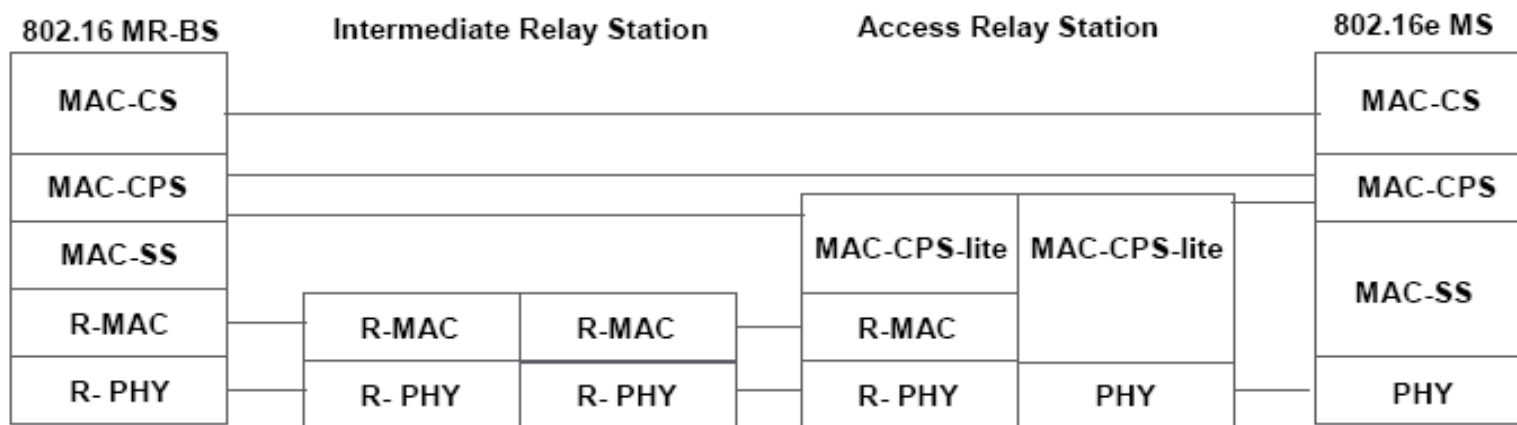 802.16 MR-BS
Intermediate Relay Station
Access Relay Station
802.16e MS
MAC-CS
MAC-CPS
MAC-SS
R-MAC
R- PHY
R-MAC
R-MAC
R- PHY
R- PHY
MAC-CPS-lite
MAC-CPS-lite
R-MAC
R- PHY
PHY
MAC-CS
MAC-CPS
MAC-SS
PHY